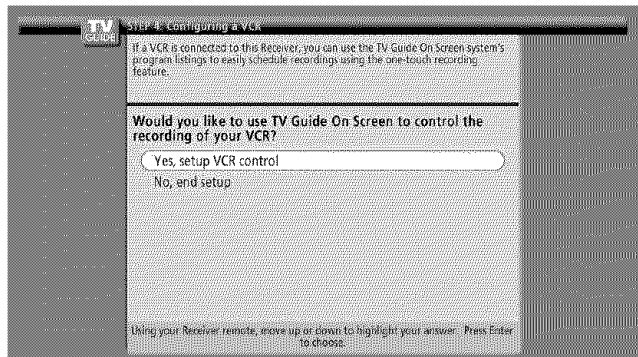 TV
GUIDE
STEP 4: Configuring a VCR
If a VCR is connected to this Receiver, you can use the TV Guide On Screen system's
program listings to easily schedule recordings using the one-touch recording
feature.
Would you like to use TV Guide On Screen to control the
recording of your VCR?
Yes, setup VCR control
No, end setup
Using your Receiver remote, move up or down to highlight your answer. Press Enter
to choose.